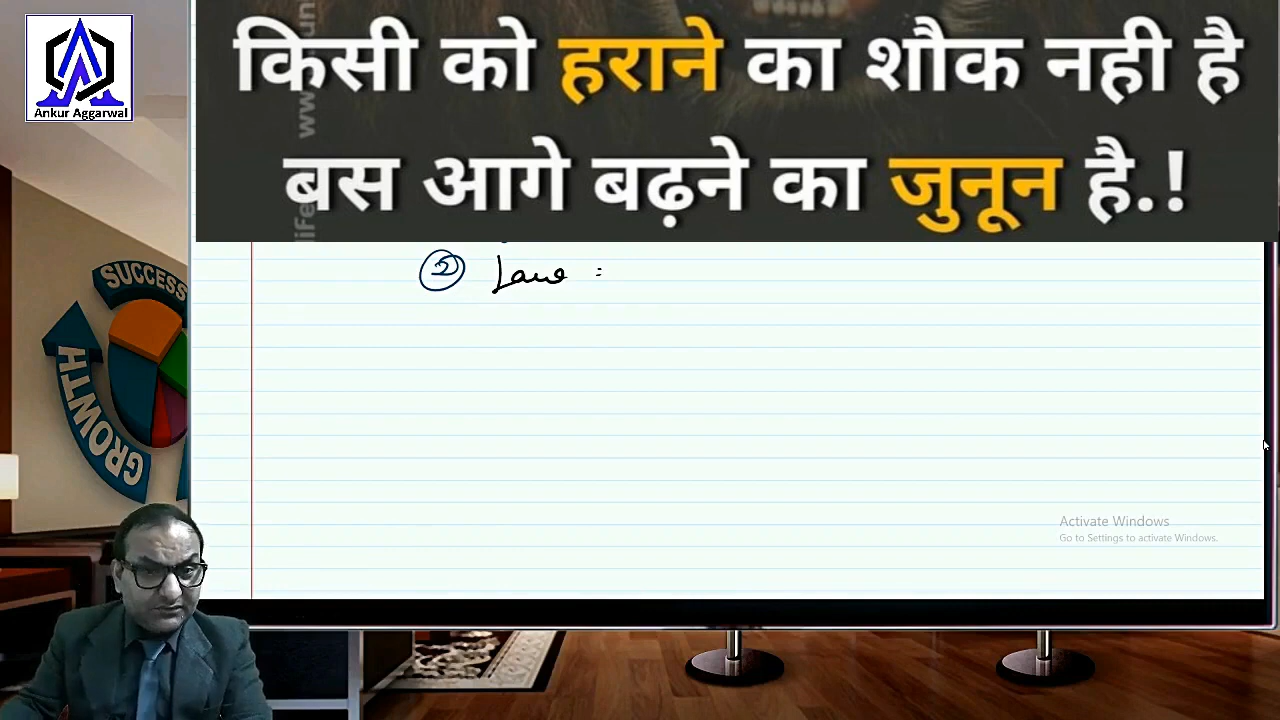 Ankur Aggarwal
किसी को हराने का शौक नही है
बस आगे बढ़ने का जुनून है.!
② Law :
SUCCESS
GROWTH
Activate Windows
Go to Settings to activate Windows.